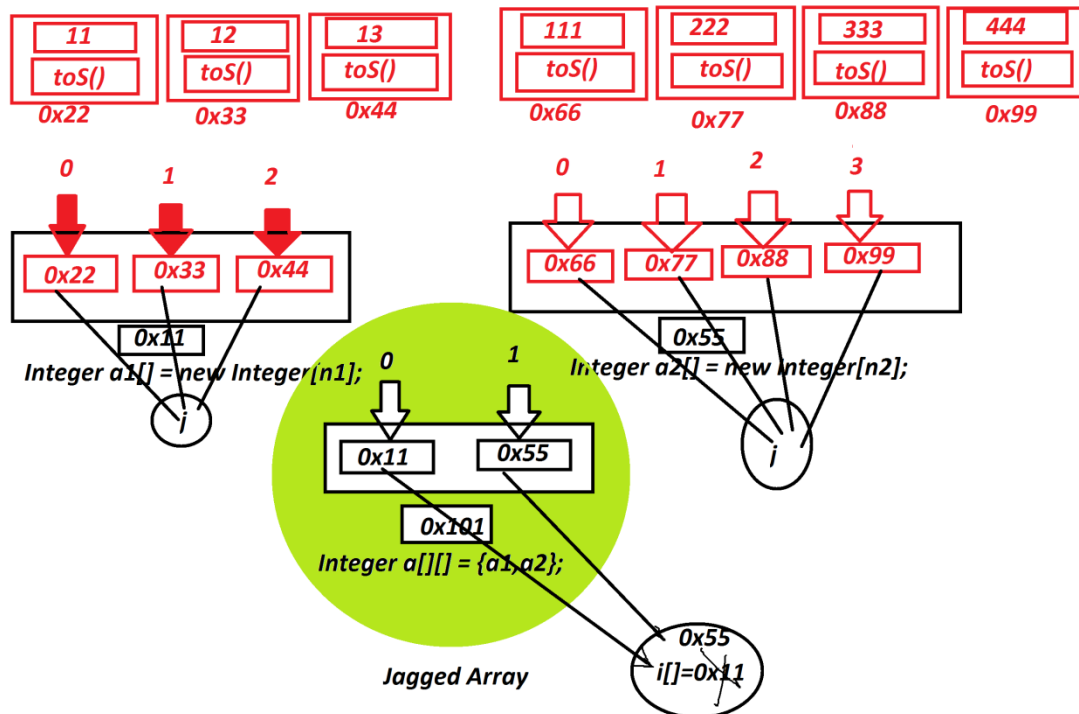 11 12 13 111 222 333 444
toS() toS() toS() toS() toS() toS() toS()
0x22 0x33 0x44 0x66 0x77 0x88 0x99
0 1 2 0 1 2 3
0x22 0x33 0x44 0x66 0x77 0x88 0x99
0x11 0x55
Integer a1[] = new Integer[n1]; Integer a2[] = new Integer[n2];
0 1
j j
0x11 0x55
0x101
Integer a[][] = {a1,a2};
0x55
i[]=0x11
Jagged Array